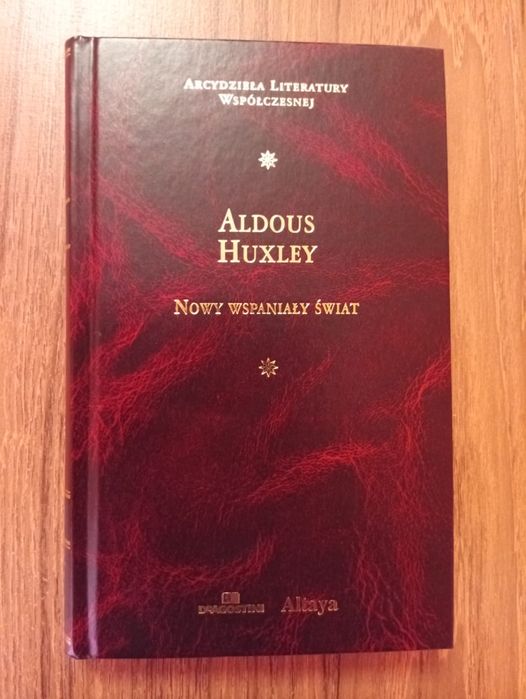 Arcydzieła Literatury
Współczesnej
Aldous
Huxley
Nowy wspaniały świat
DeAGOSTINI Altaya